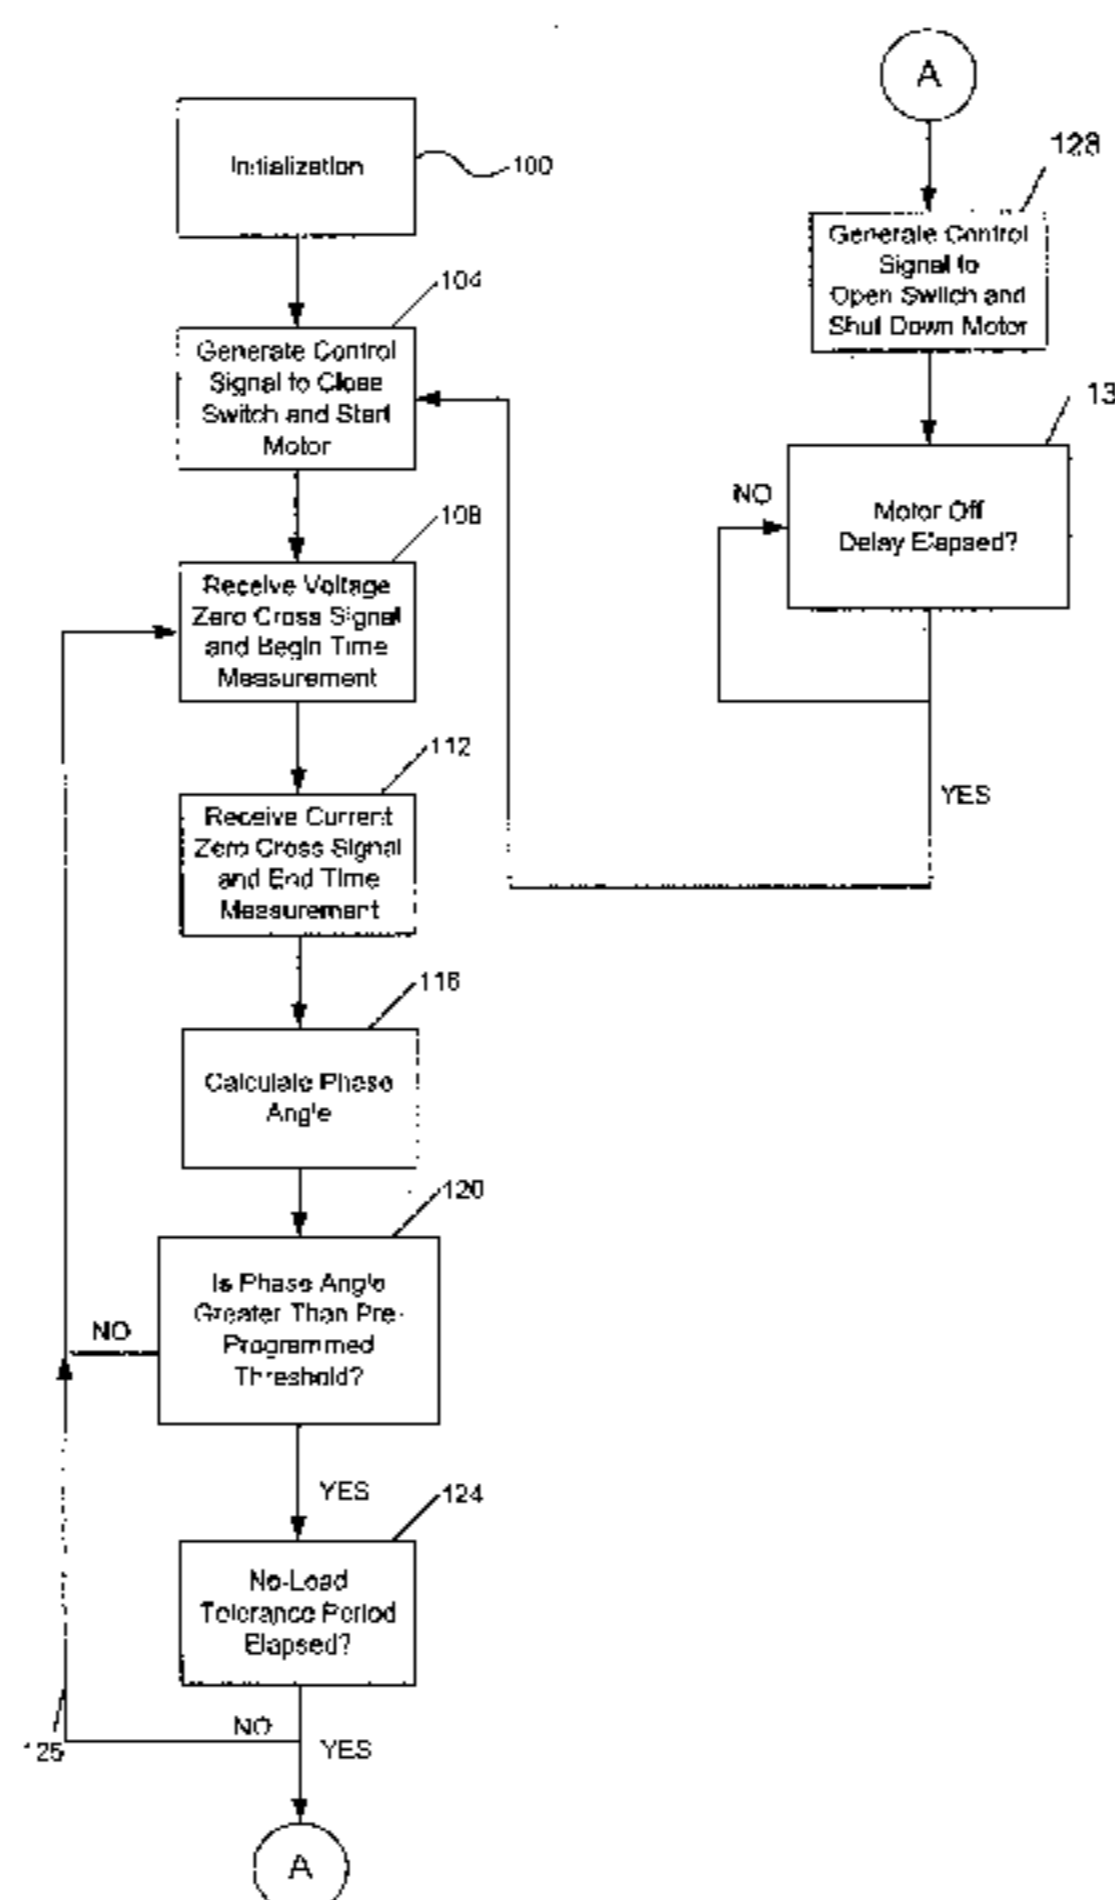 Initialization
100
104
Generate Control
Signal to Close
Switch and Start
Motor
108
Receive Voltage
Zero Cross Signal
and Begin Time
Measurement
112
Receive Current
Zero Cross Signal
and End Time
Measurement
116
Calculate Phase
Angle
120
Is Phase Angle
Greater Than Pre-
Programmed
Threshold?
NO
YES
124
No-Load
Tolerance Period
Elapsed?
NO
YES
125
A
A
128
Generate Control
Signal to
Open Switch and
Shut Down Motor
13
NO
Motor Off
Delay Elapsed?
YES